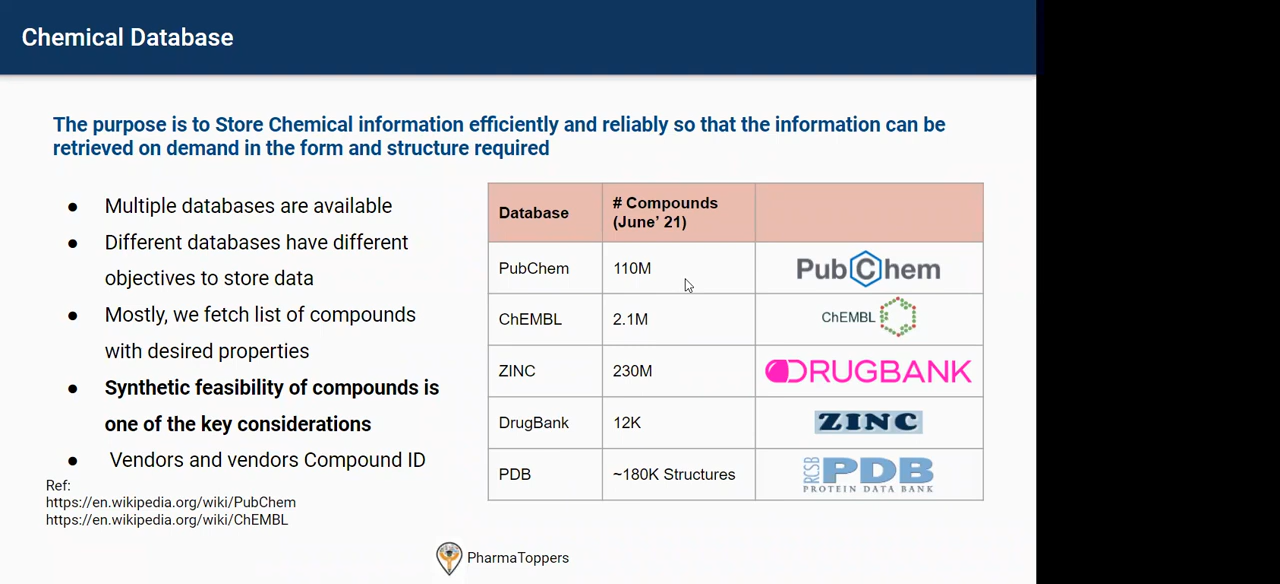 Chemical Database
The purpose is to Store Chemical information efficiently and reliably so that the information can be
retrieved on demand in the form and structure required
● Multiple databases are available
● Different databases have different
objectives to store data
● Mostly, we fetch list of compounds
with desired properties
● Synthetic feasibility of compounds is
one of the key considerations
● Vendors and vendors Compound ID
Ref:
https://en.wikipedia.org/wiki/PubChem
https://en.wikipedia.org/wiki/ChEMBL
Database # Compounds
(June' 21)
PubChem 110M PubChem
ChEMBL 2.1M ChEMBL
ZINC 230M DRUGBANK
DrugBank 12K ZINC
PDB ~180K Structures RCSB PDB
PROTEIN DATA BANK
PharmaToppers